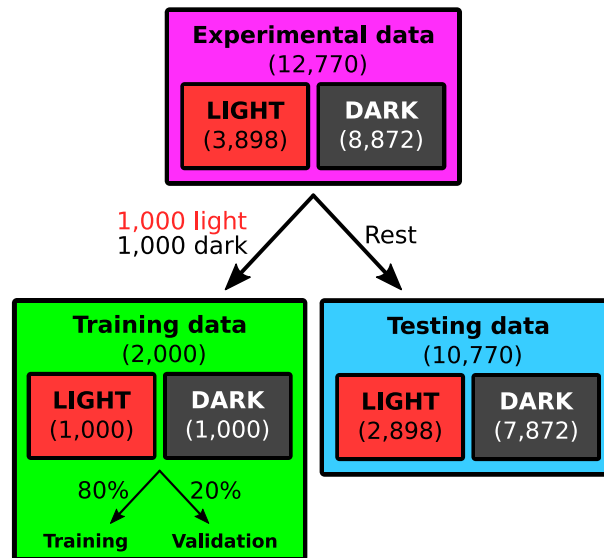 Experimental data
(12,770)
LIGHT
(3,898)
DARK
(8,872)
1,000 light
1,000 dark
Rest
Training data
(2,000)
LIGHT
(1,000)
DARK
(1,000)
80%
20%
Training
Validation
Testing data
(10,770)
LIGHT
(2,898)
DARK
(7,872)